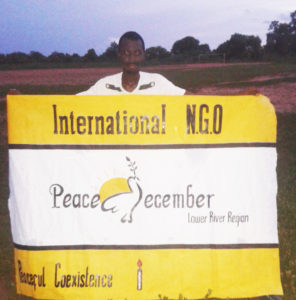 International N.G.O
Peace December
Lower River Region
Peaceful Coexistence